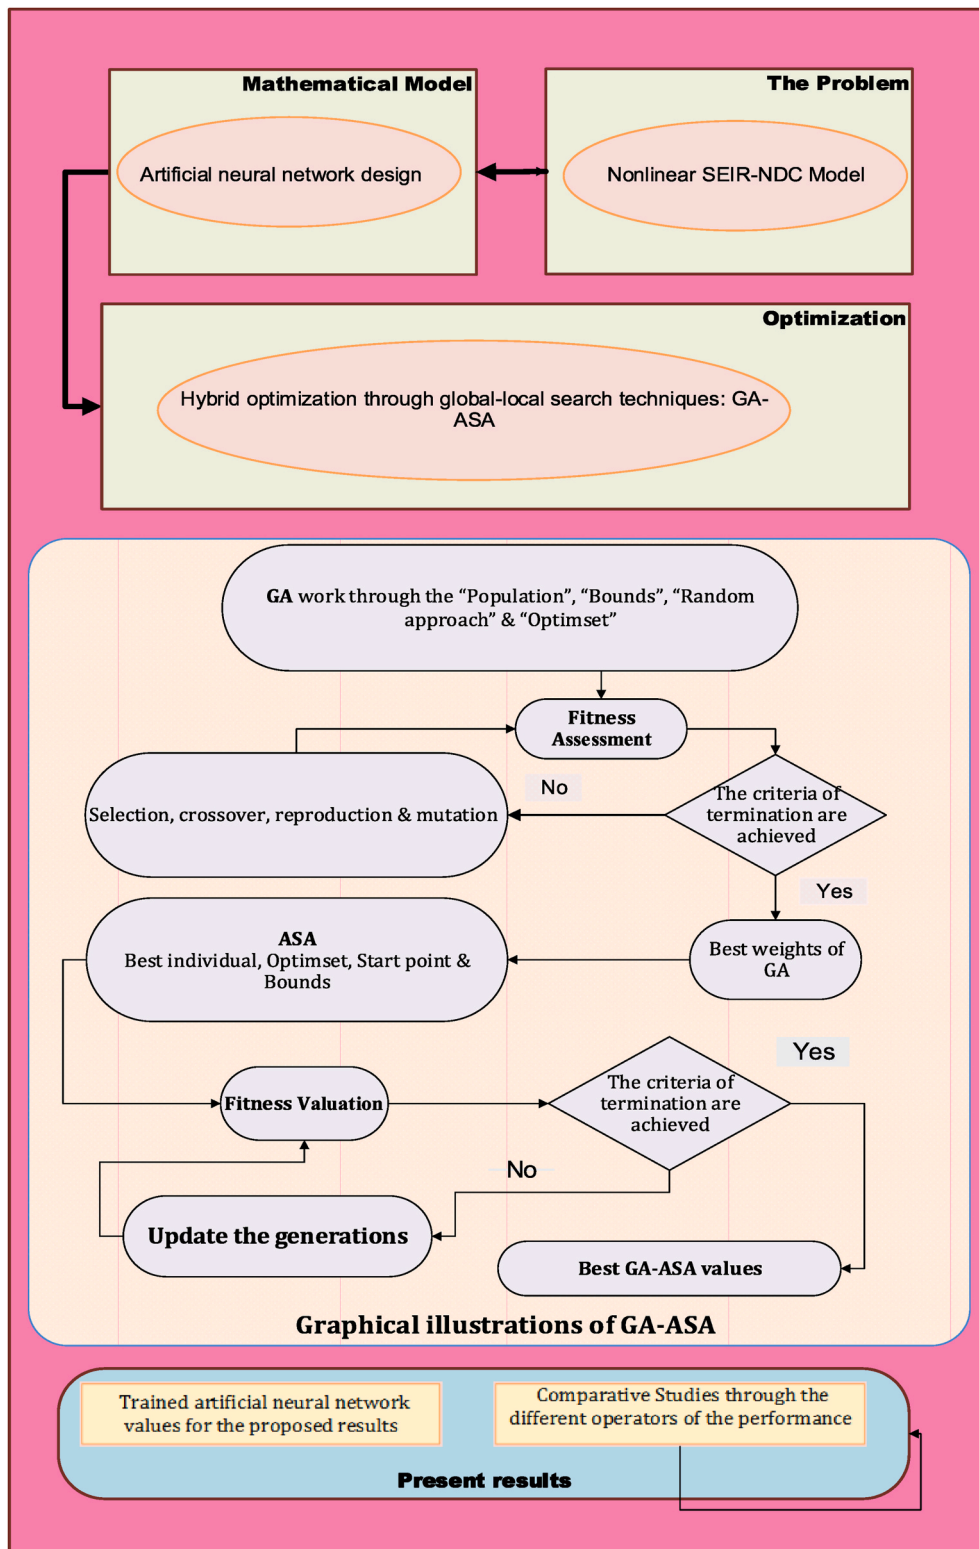 Mathematical Model
Artificial neural network design
The Problem
Nonlinear SEIR-NDC Model
Optimization
Hybrid optimization through global-local search techniques: GA-
ASA
GA work through the “Population”, “Bounds”, “Random
approach” & “Optimset”
Fitness
Assessment
No
The criteria of
termination are
achieved
Selection, crossover, reproduction & mutation
Yes
ASA
Best individual, Optimset, Start point &
Bounds
Best weights of
GA
Yes
Fitness Valuation
The criteria of
termination are
achieved
No
Update the generations
Best GA-ASA values
Graphical illustrations of GA-ASA
Trained artificial neural network
values for the proposed results
Comparative Studies through the
different operators of the performance
Present results